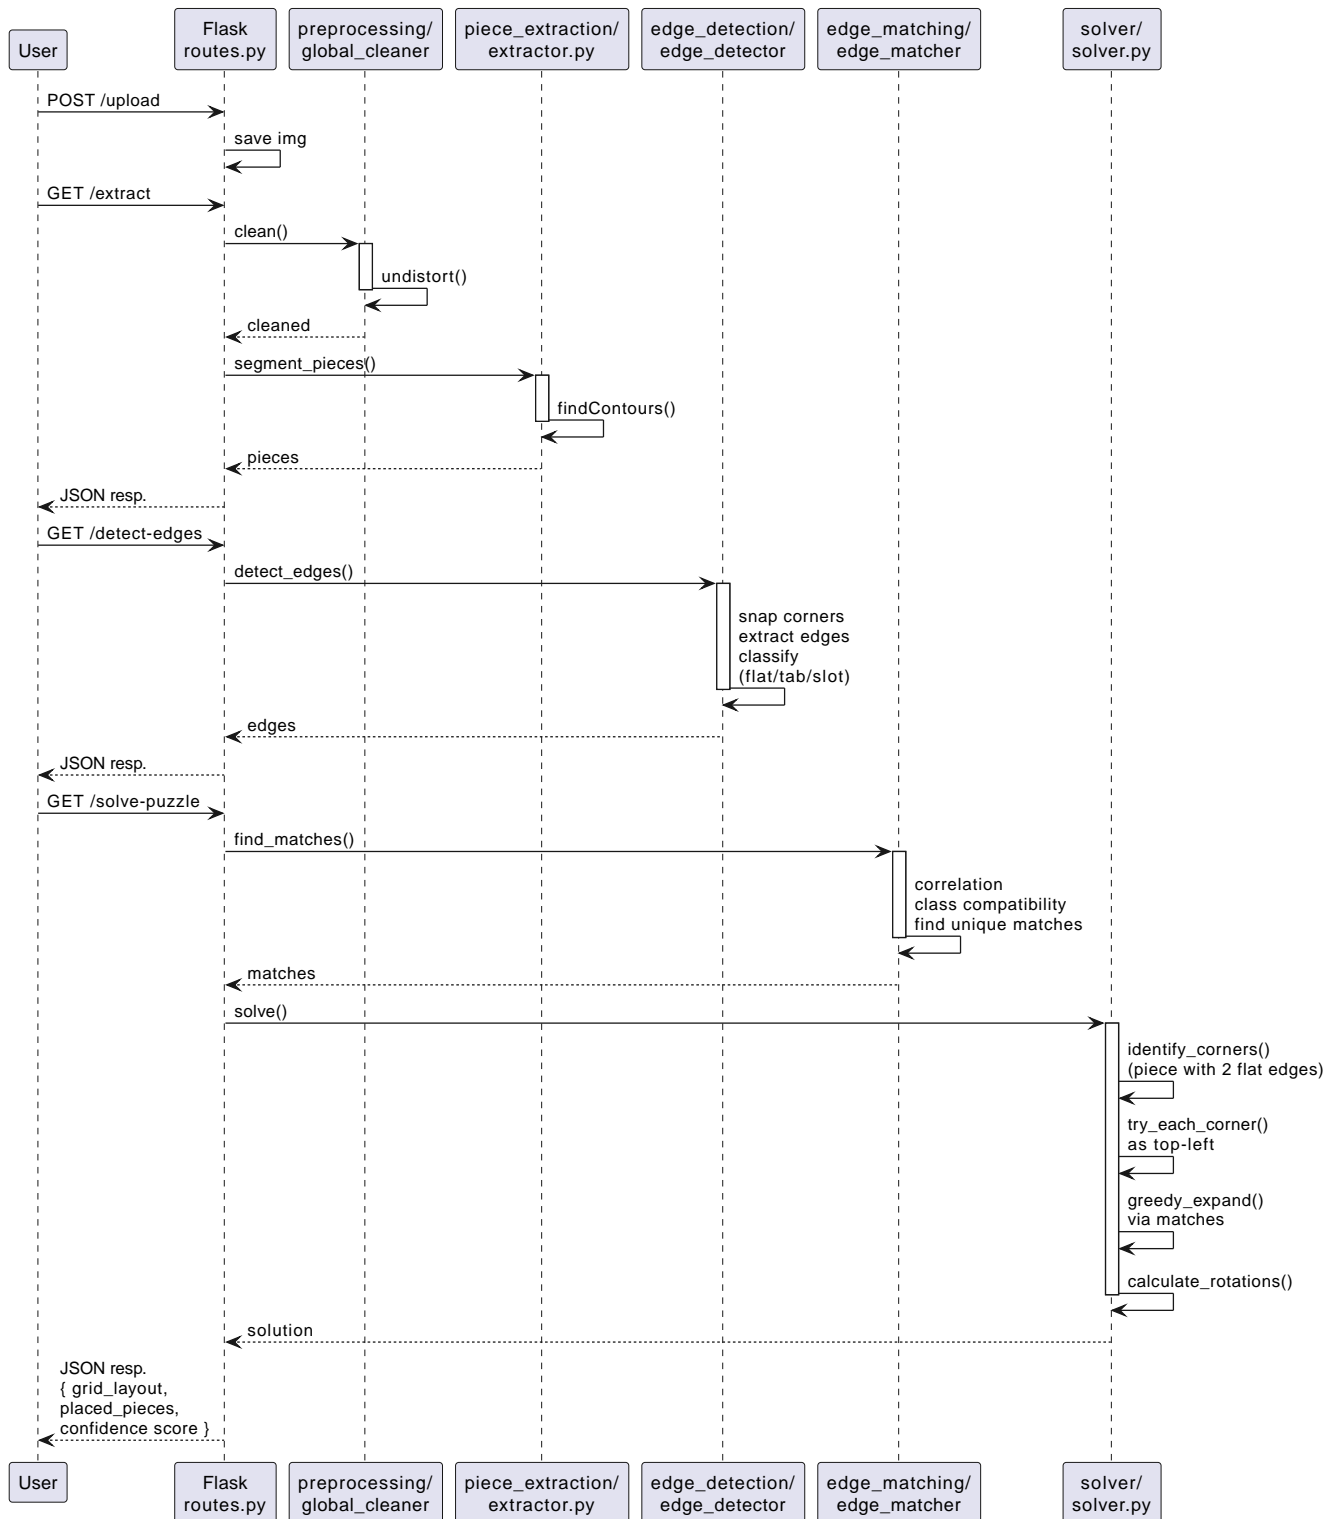 User
Flask
routes.py
preprocessing/
global_cleaner
piece_extraction/
extractor.py
edge_detection/
edge_detector
edge_matching/
edge_matcher
solver/
solver.py
POST /upload
save img
GET /extract
clean()
undistort()
cleaned
segment_pieces()
findContours()
pieces
JSON resp.
GET /detect-edges
detect_edges()
snap corners
extract edges
classify
(flat/tab/slot)
edges
JSON resp.
GET /solve-puzzle
find_matches()
correlation
class compatibility
find unique matches
matches
solve()
identify_corners()
(piece with 2 flat edges)
try_each_corner()
as top-left
greedy_expand()
via matches
calculate_rotations()
solution
JSON resp.
{ grid_layout,
placed_pieces,
confidence score }
User
Flask
routes.py
preprocessing/
global_cleaner
piece_extraction/
extractor.py
edge_detection/
edge_detector
edge_matching/
edge_matcher
solver/
solver.py